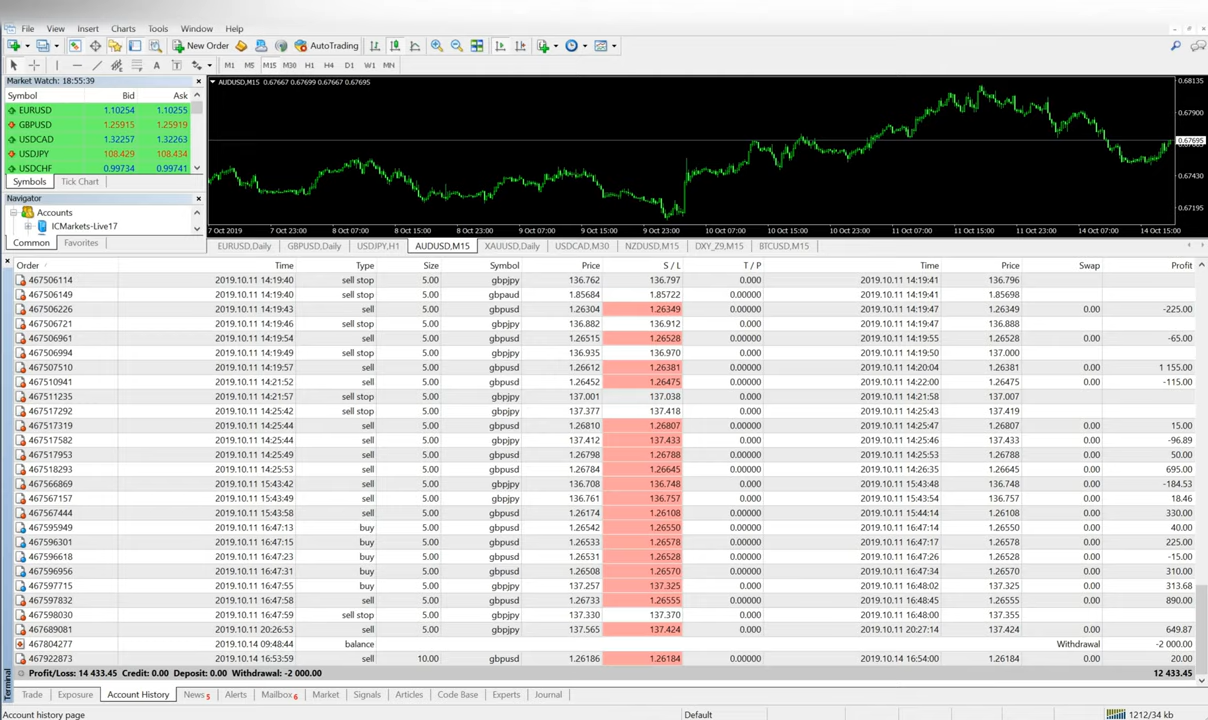 File View Insert Charts Tools Window Help
New Order AutoTrading
M1 M5 M15 M30 H1 H4 D1 W1 MN
Market Watch: 18:55:39
Symbol Bid Ask
EURUSD 1.10254 1.10255
GBPUSD 1.25915 1.25919
USDCAD 1.32257 1.32263
USDJPY 108.429 108.434
USDCHF 0.99734 0.99741
Symbols Tick Chart
Navigator
Accounts
ICMarkets-Live17
Common Favorites
AUDUSD,M15 0.67667 0.67699 0.67667 0.67695
0.68135
0.67900
0.67695
0.67430
0.67195
7 Oct 2019 7 Oct 23:00 8 Oct 07:00 8 Oct 15:00 8 Oct 23:00 9 Oct 07:00 9 Oct 15:00 9 Oct 23:00 10 Oct 07:00 10 Oct 15:00 10 Oct 23:00 11 Oct 07:00 11 Oct 15:00 11 Oct 23:00 14 Oct 07:00 14 Oct 15:00
EURUSD,Daily GBPUSD,Daily USDJPY,H1 AUDUSD,M15 XAUUSD,Daily USDCAD,M30 NZDUSD,M15 DXY_Z9,M15 BTCUSD,M15
Order Time Type Size Symbol Price S / L T / P Time Price Swap Profit
467506114 2019.10.11 14:19:40 sell stop 5.00 gbpjpy 136.762 136.797 0.000 2019.10.11 14:19:41 136.796
467506149 2019.10.11 14:19:40 sell stop 5.00 gbpaud 1.85684 1.85722 0.00000 2019.10.11 14:19:41 1.85698
467506226 2019.10.11 14:19:43 sell 5.00 gbpusd 1.26304 1.26349 0.00000 2019.10.11 14:19:47 1.26349 0.00 -225.00
467506721 2019.10.11 14:19:46 sell stop 5.00 gbpjpy 136.882 136.912 0.000 2019.10.11 14:19:47 136.888
467506961 2019.10.11 14:19:54 sell 5.00 gbpusd 1.26515 1.26528 0.00000 2019.10.11 14:19:55 1.26528 0.00 -65.00
467506994 2019.10.11 14:19:49 sell stop 5.00 gbpjpy 136.935 136.970 0.000 2019.10.11 14:19:50 137.000
467507510 2019.10.11 14:19:57 sell 5.00 gbpusd 1.26612 1.26381 0.00000 2019.10.11 14:20:04 1.26381 0.00 1 155.00
467510941 2019.10.11 14:21:52 sell 5.00 gbpusd 1.26452 1.26475 0.00000 2019.10.11 14:22:00 1.26475 0.00 -115.00
467511235 2019.10.11 14:21:57 sell stop 5.00 gbpjpy 137.001 137.038 0.000 2019.10.11 14:21:58 137.007
467517292 2019.10.11 14:25:42 sell stop 5.00 gbpjpy 137.377 137.418 0.000 2019.10.11 14:25:43 137.419
467517319 2019.10.11 14:25:44 sell 5.00 gbpusd 1.26810 1.26807 0.00000 2019.10.11 14:25:47 1.26807 0.00 15.00
467517582 2019.10.11 14:25:44 sell 5.00 gbpjpy 137.412 137.433 0.000 2019.10.11 14:25:46 137.433 0.00 -96.89
467517953 2019.10.11 14:25:49 sell 5.00 gbpusd 1.26798 1.26788 0.00000 2019.10.11 14:25:53 1.26788 0.00 50.00
467518293 2019.10.11 14:25:53 sell 5.00 gbpusd 1.26784 1.26645 0.00000 2019.10.11 14:26:35 1.26645 0.00 695.00
467566869 2019.10.11 15:43:42 sell 5.00 gbpjpy 136.708 136.748 0.000 2019.10.11 15:43:48 136.748 0.00 -184.53
467567157 2019.10.11 15:43:49 sell 5.00 gbpjpy 136.761 136.757 0.000 2019.10.11 15:43:54 136.757 0.00 18.46
467567444 2019.10.11 15:43:58 sell 5.00 gbpusd 1.26174 1.26108 0.00000 2019.10.11 15:44:14 1.26108 0.00 330.00
467595949 2019.10.11 16:47:13 buy 5.00 gbpusd 1.26542 1.26550 0.00000 2019.10.11 16:47:14 1.26550 0.00 40.00
467596301 2019.10.11 16:47:15 buy 5.00 gbpusd 1.26533 1.26578 0.00000 2019.10.11 16:47:17 1.26578 0.00 225.00
467596618 2019.10.11 16:47:23 buy 5.00 gbpusd 1.26531 1.26528 0.00000 2019.10.11 16:47:26 1.26528 0.00 -15.00
467596956 2019.10.11 16:47:31 buy 5.00 gbpusd 1.26508 1.26570 0.00000 2019.10.11 16:47:34 1.26570 0.00 310.00
467597715 2019.10.11 16:47:55 buy 5.00 gbpjpy 137.257 137.325 0.000 2019.10.11 16:48:02 137.325 0.00 313.68
467597832 2019.10.11 16:47:58 sell 5.00 gbpusd 1.26733 1.26555 0.00000 2019.10.11 16:48:45 1.26555 0.00 890.00
467598030 2019.10.11 16:47:59 sell stop 5.00 gbpjpy 137.330 137.370 0.000 2019.10.11 16:48:00 137.355
467689081 2019.10.11 20:26:53 sell 5.00 gbpjpy 137.565 137.424 0.000 2019.10.11 20:27:14 137.424 0.00 649.87
467804277 2019.10.14 09:48:44 balance Withdrawal -2 000.00
467922873 2019.10.14 16:53:59 sell 10.00 gbpusd 1.26186 1.26184 0.00000 2019.10.14 16:54:00 1.26184 0.00 20.00
Profit/Loss: 14 433.45 Credit: 0.00 Deposit: 0.00 Withdrawal: -2 000.00 12 433.45
Terminal
Trade Exposure Account History News 5 Alerts Mailbox 6 Market Signals Articles Code Base Experts Journal
Account history page Default 1212/34 kb